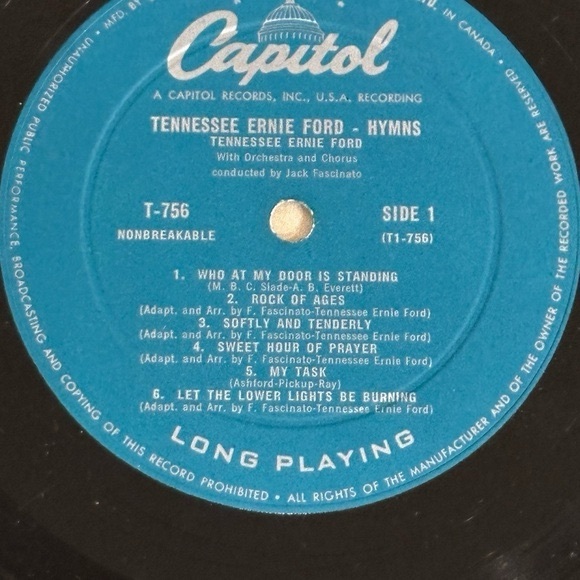 Capitol
A CAPITOL RECORDS, INC., U.S.A. RECORDING
TENNESSEE ERNIE FORD - HYMNS
TENNESSEE ERNIE FORD
With Orchestra and Chorus
conducted by Jack Fascinato
T-756
NONBREAKABLE
SIDE 1
(T1-756)
1. WHO AT MY DOOR IS STANDING
(M. B. C. Slade-A. B. Everett)
2. ROCK OF AGES
(Adapt. and Arr. by F. Fascinato-Tennessee Ernie Ford)
3. SOFTLY AND TENDERLY
(Adapt. and Arr. by F. Fascinato-Tennessee Ernie Ford)
4. SWEET HOUR OF PRAYER
(Adapt. and Arr. by F. Fascinato-Tennessee Ernie Ford)
5. MY TASK
(Ashford-Pickup-Ray)
6. LET THE LOWER LIGHTS BE BURNING
(Adapt. and Arr. by F. Fascinato-Tennessee Ernie Ford)
LONG PLAYING
• MFD. BY
IN CANADA •
UNAUTHORIZED PUBLIC PERFORMANCE, BROADCASTING AND COPYING OF THIS RECORD PROHIBITED • ALL RIGHTS OF THE MANUFACTURER AND OF THE OWNER OF THE RECORDED WORK ARE RESERVED